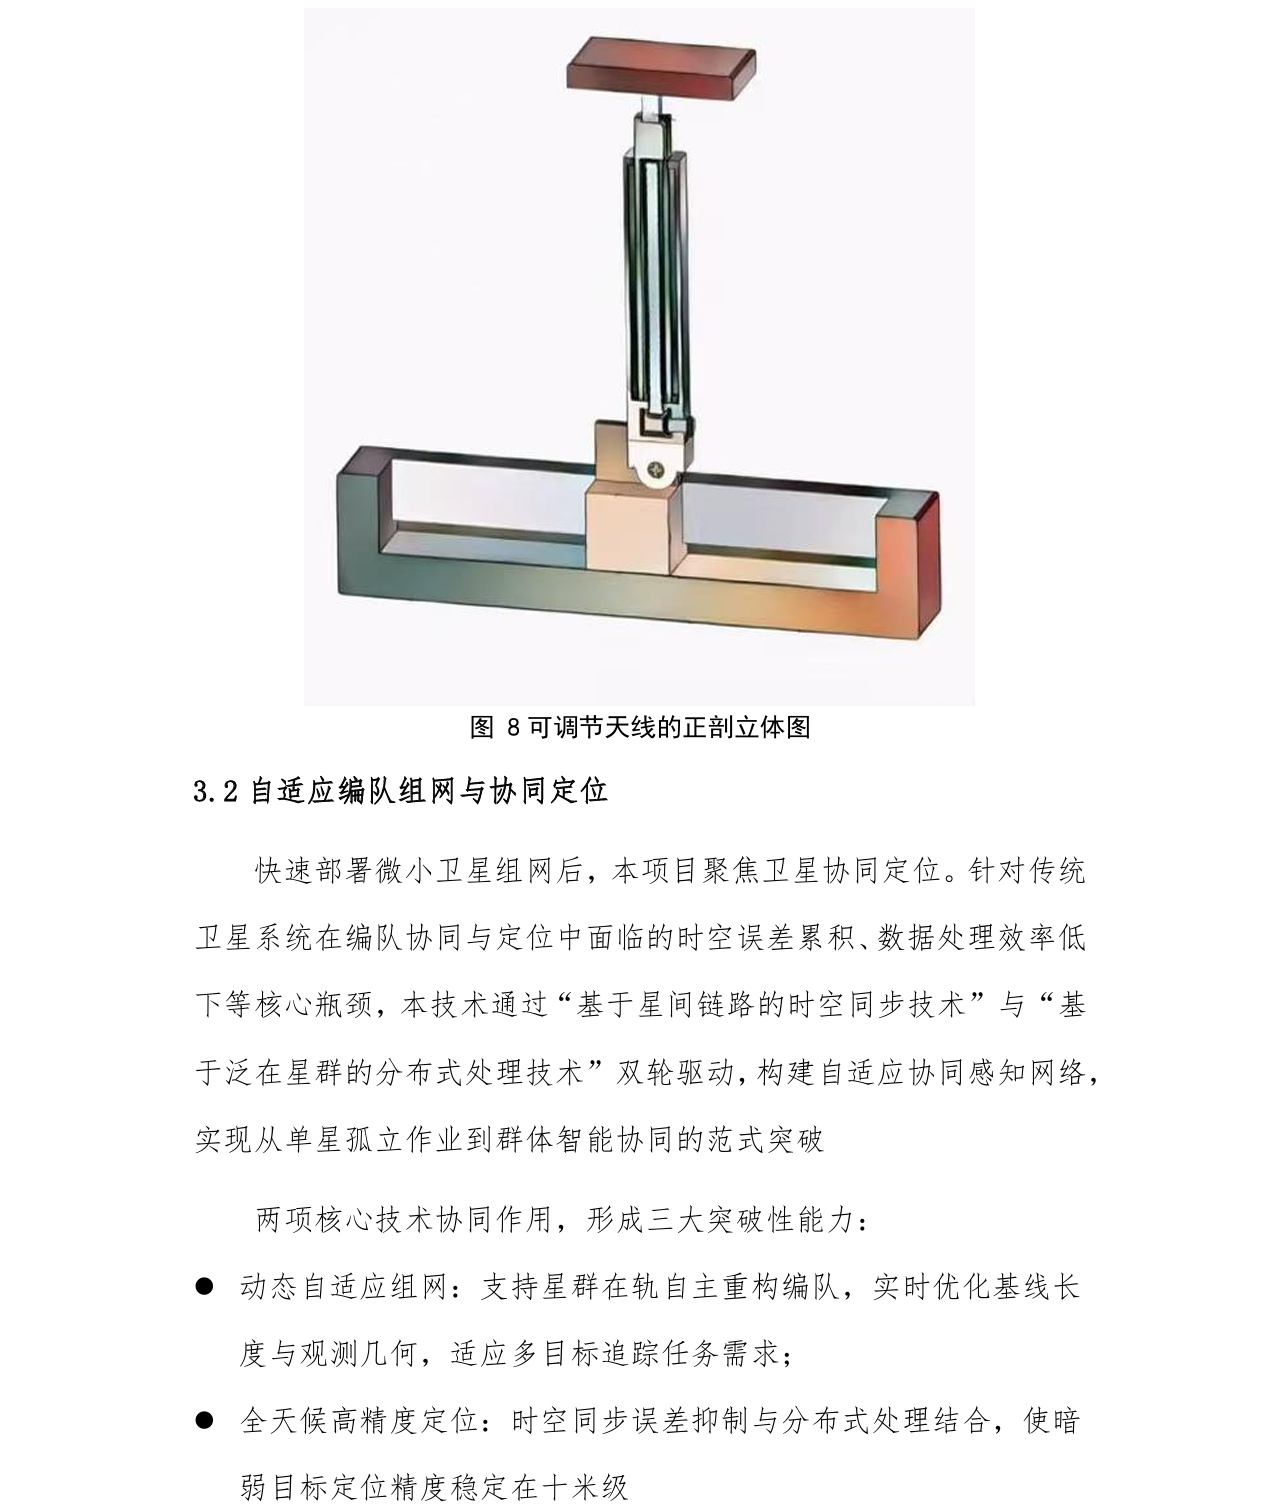 图 8 可调节天线的正剖立体图
3.2 自适应编队组网与协同定位
快速部署微小卫星组网后，本项目聚焦卫星协同定位。针对传统
卫星系统在编队协同与定位中面临的时空误差累积、数据处理效率低
下等核心瓶颈，本技术通过“基于星间链路的时空同步技术”与“基
于泛在星群的分布式处理技术”双轮驱动，构建自适应协同感知网络，
实现从单星孤立作业到群体智能协同的范式突破
两项核心技术协同作用，形成三大突破性能力：
● 动态自适应组网：支持星群在轨自主重构编队，实时优化基线长
度与观测几何，适应多目标追踪任务需求；
● 全天候高精度定位：时空同步误差抑制与分布式处理结合，使暗
弱目标定位精度稳定在十米级